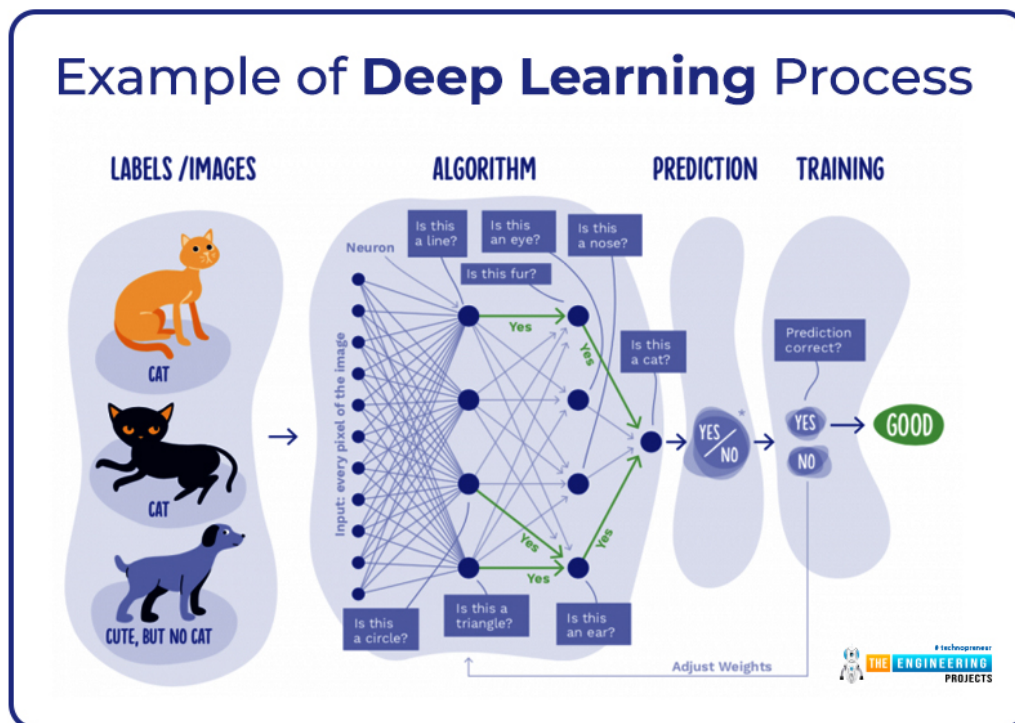 Example of Deep Learning Process
LABELS /IMAGES
ALGORITHM
PREDICTION
TRAINING
CAT
CAT
CUTE, BUT NO CAT
Neuron
Input: every pixel of the image
Is this
a line?
Is this
an eye?
Is this fur?
Is this
a nose?
Yes
Yes
Is this
a cat?
Yes
Yes
Yes
Is this
a circle?
Is this a
triangle?
Is this
an ear?
YES
/
NO
*
Prediction
correct?
YES
NO
GOOD
Adjust Weights
# technopreneur
THE ENGINEERING
PROJECTS